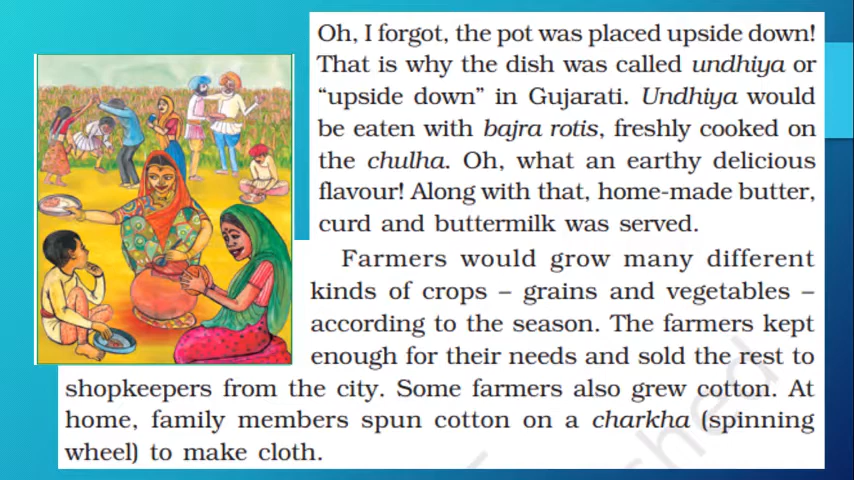 Oh, I forgot, the pot was placed upside down!
That is why the dish was called undhiya or
“upside down” in Gujarati. Undhiya would
be eaten with bajra rotis, freshly cooked on
the chulha. Oh, what an earthy delicious
flavour! Along with that, home-made butter,
curd and buttermilk was served.
Farmers would grow many different
kinds of crops – grains and vegetables –
according to the season. The farmers kept
enough for their needs and sold the rest to
shopkeepers from the city. Some farmers also grew cotton. At
home, family members spun cotton on a charkha (spinning
wheel) to make cloth.